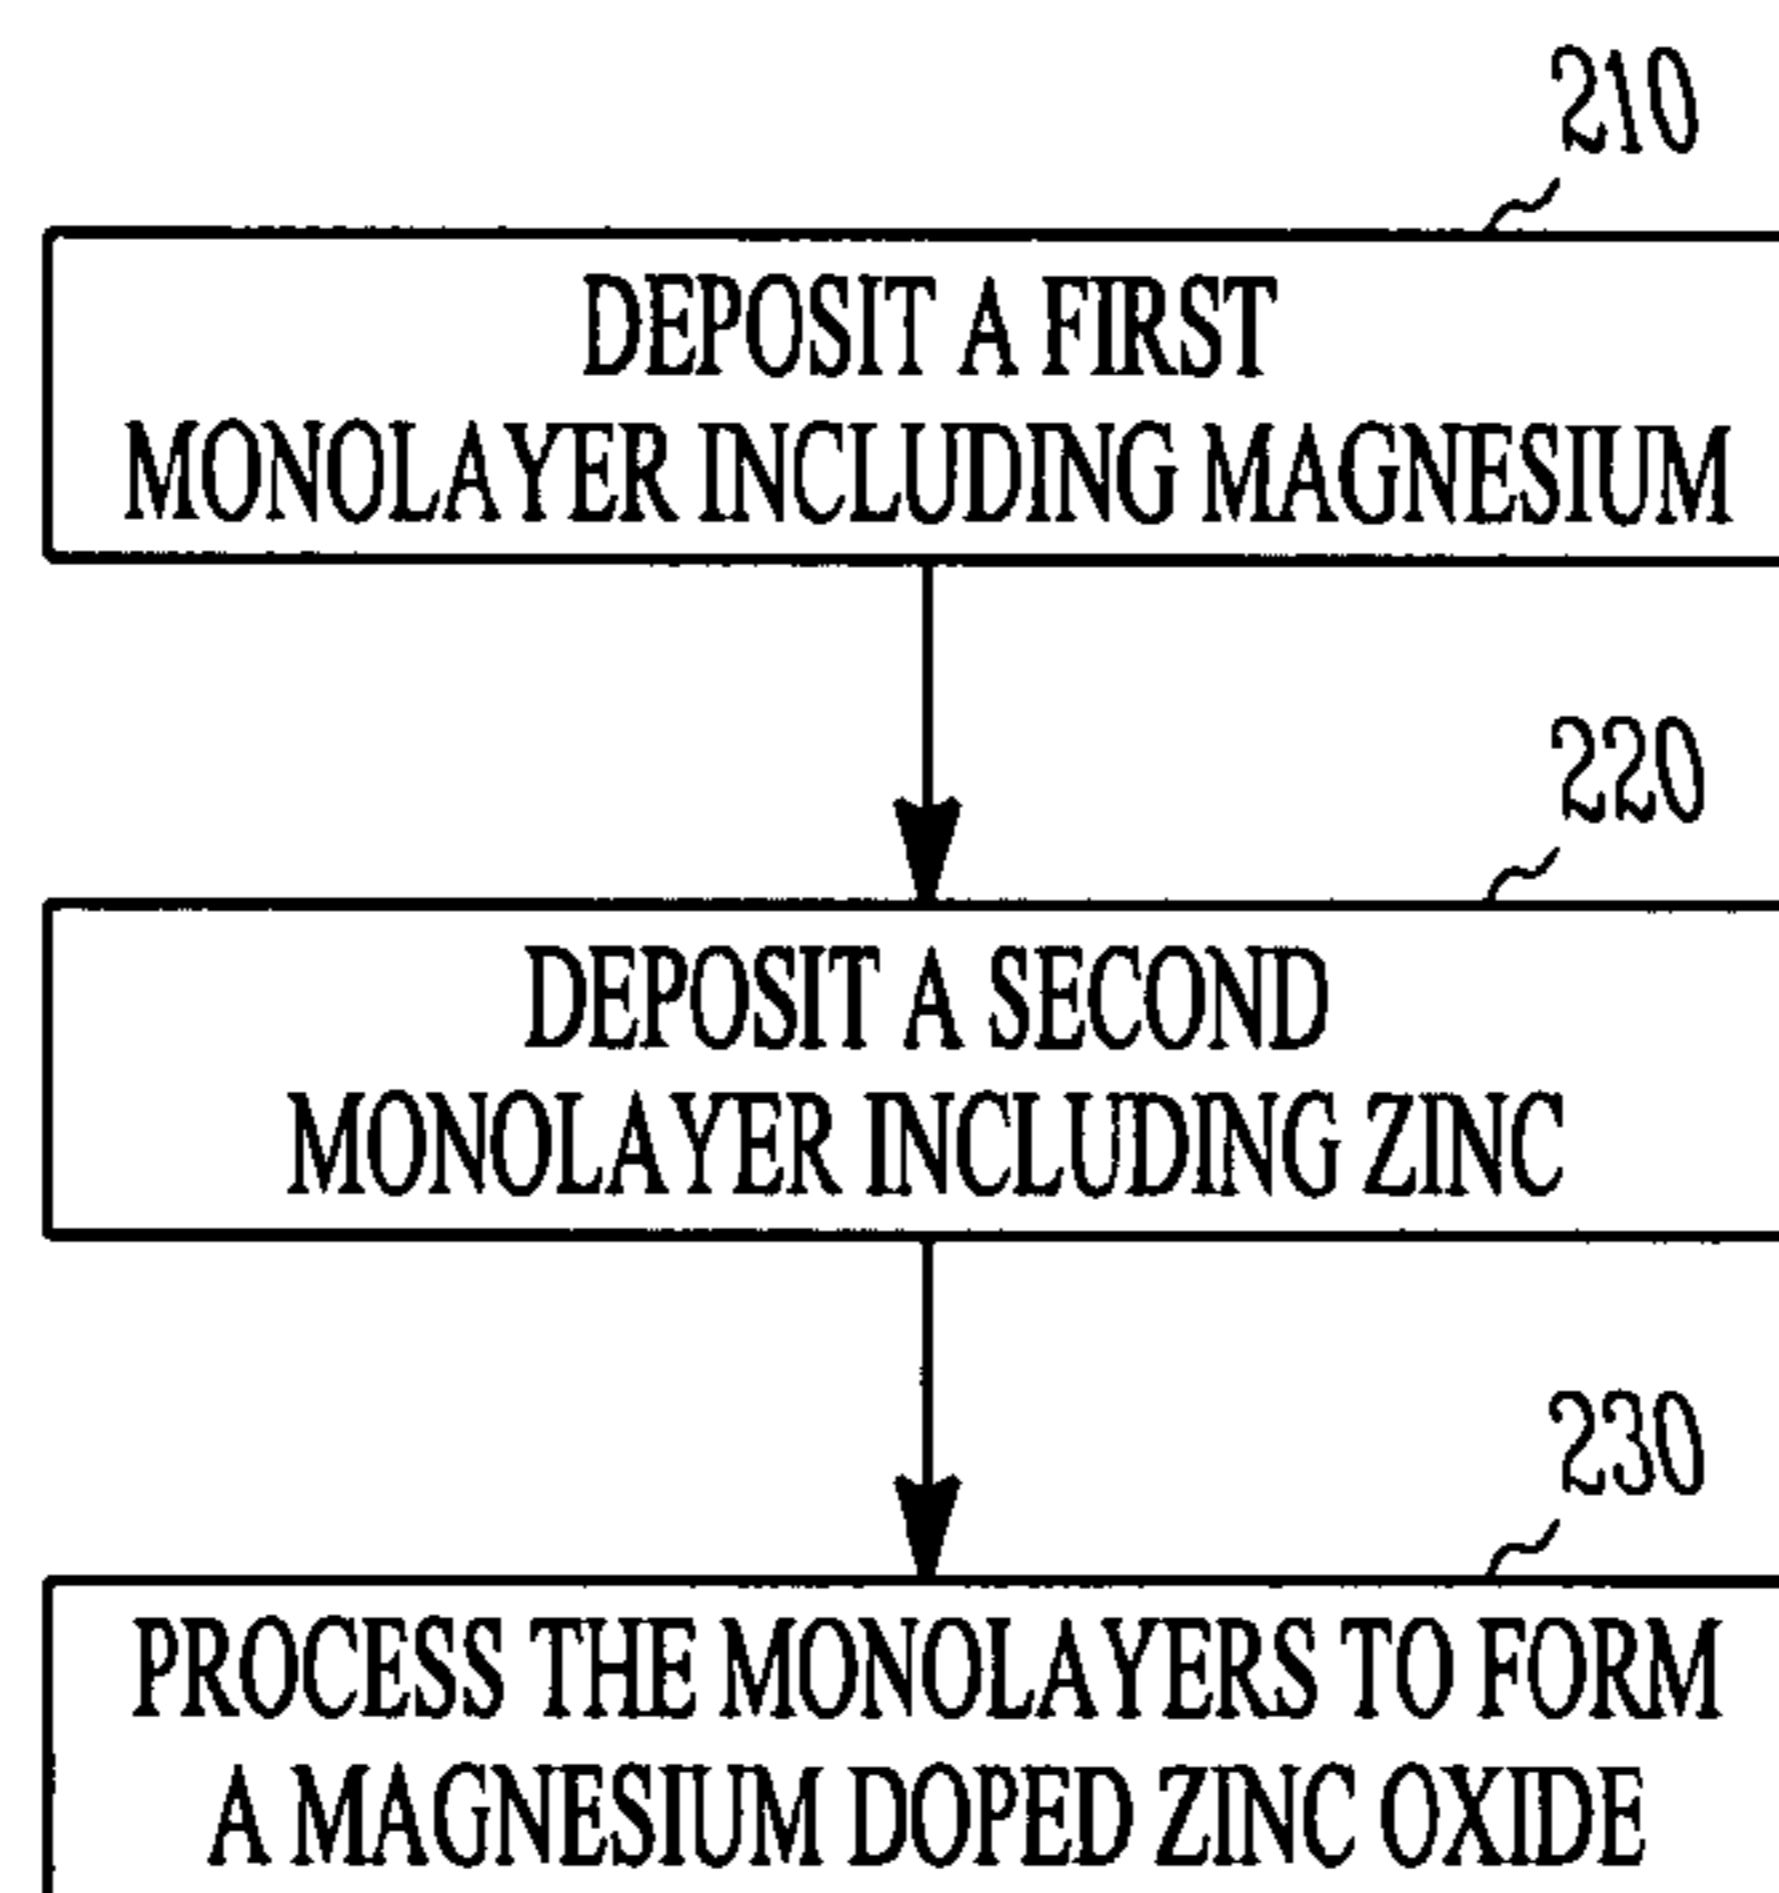 210
DEPOSIT A FIRST
MONOLAYER INCLUDING MAGNESIUM
220
DEPOSIT A SECOND
MONOLAYER INCLUDING ZINC
230
PROCESS THE MONOLAYERS TO FORM
A MAGNESIUM DOPED ZINC OXIDE